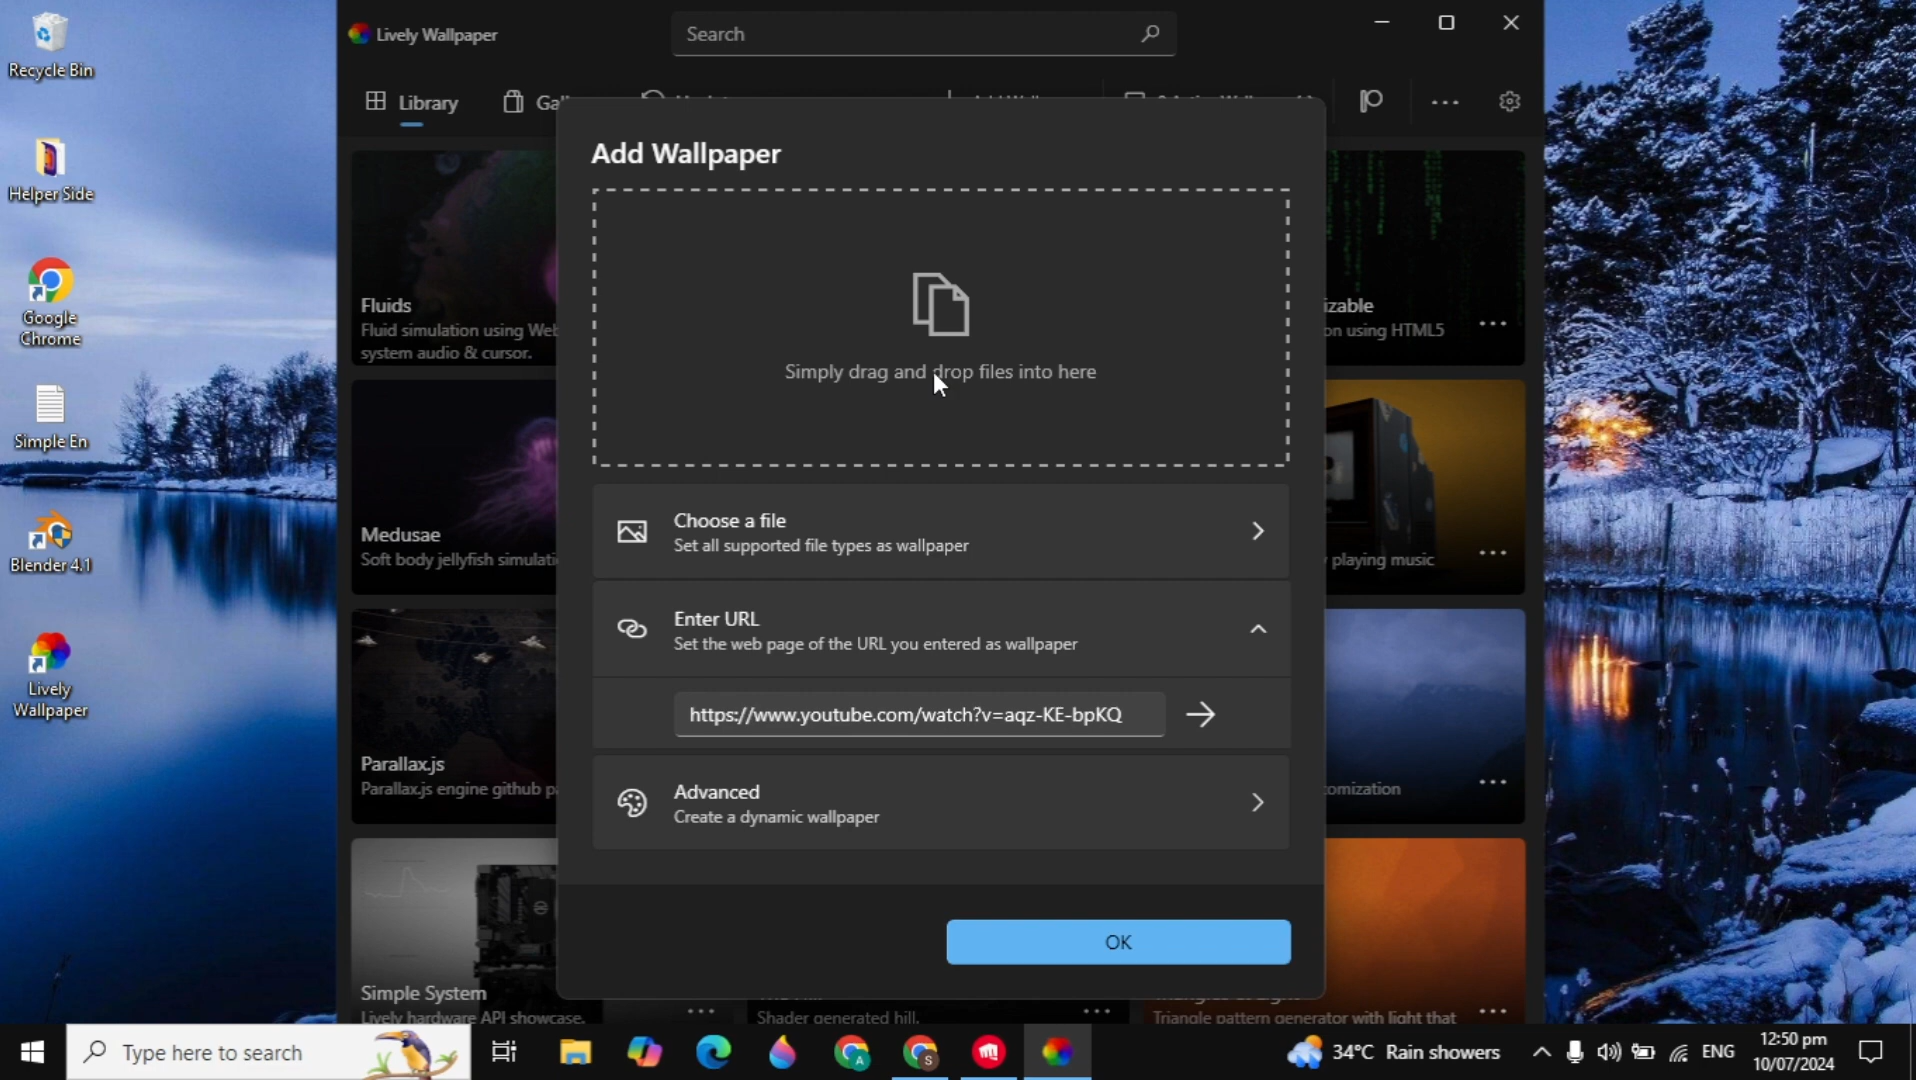 Recycle Bin
Helper Side
Google
Chrome
Simple En
Blender 4.1
Lively
Wallpaper
Lively Wallpaper
Search
Library
Add Wallpaper
Simply drag and drop files into here
Choose a file
Set all supported file types as wallpaper
Enter URL
Set the web page of the URL you entered as wallpaper
https://www.youtube.com/watch?v=aqz-KE-bpKQ
Advanced
Create a dynamic wallpaper
OK
Fluids
Fluid simulation using
system audio & cursor.
Medusae
Soft body jellyfish
Parallax.js
Parallax.js engine github
Simple System
Lively hardware API showcase.
Shader generated hill.
Triangle pattern generator with light that
on using HTML5
playing music
Type here to search
34°C Rain showers
ENG
12:50 pm
10/07/2024